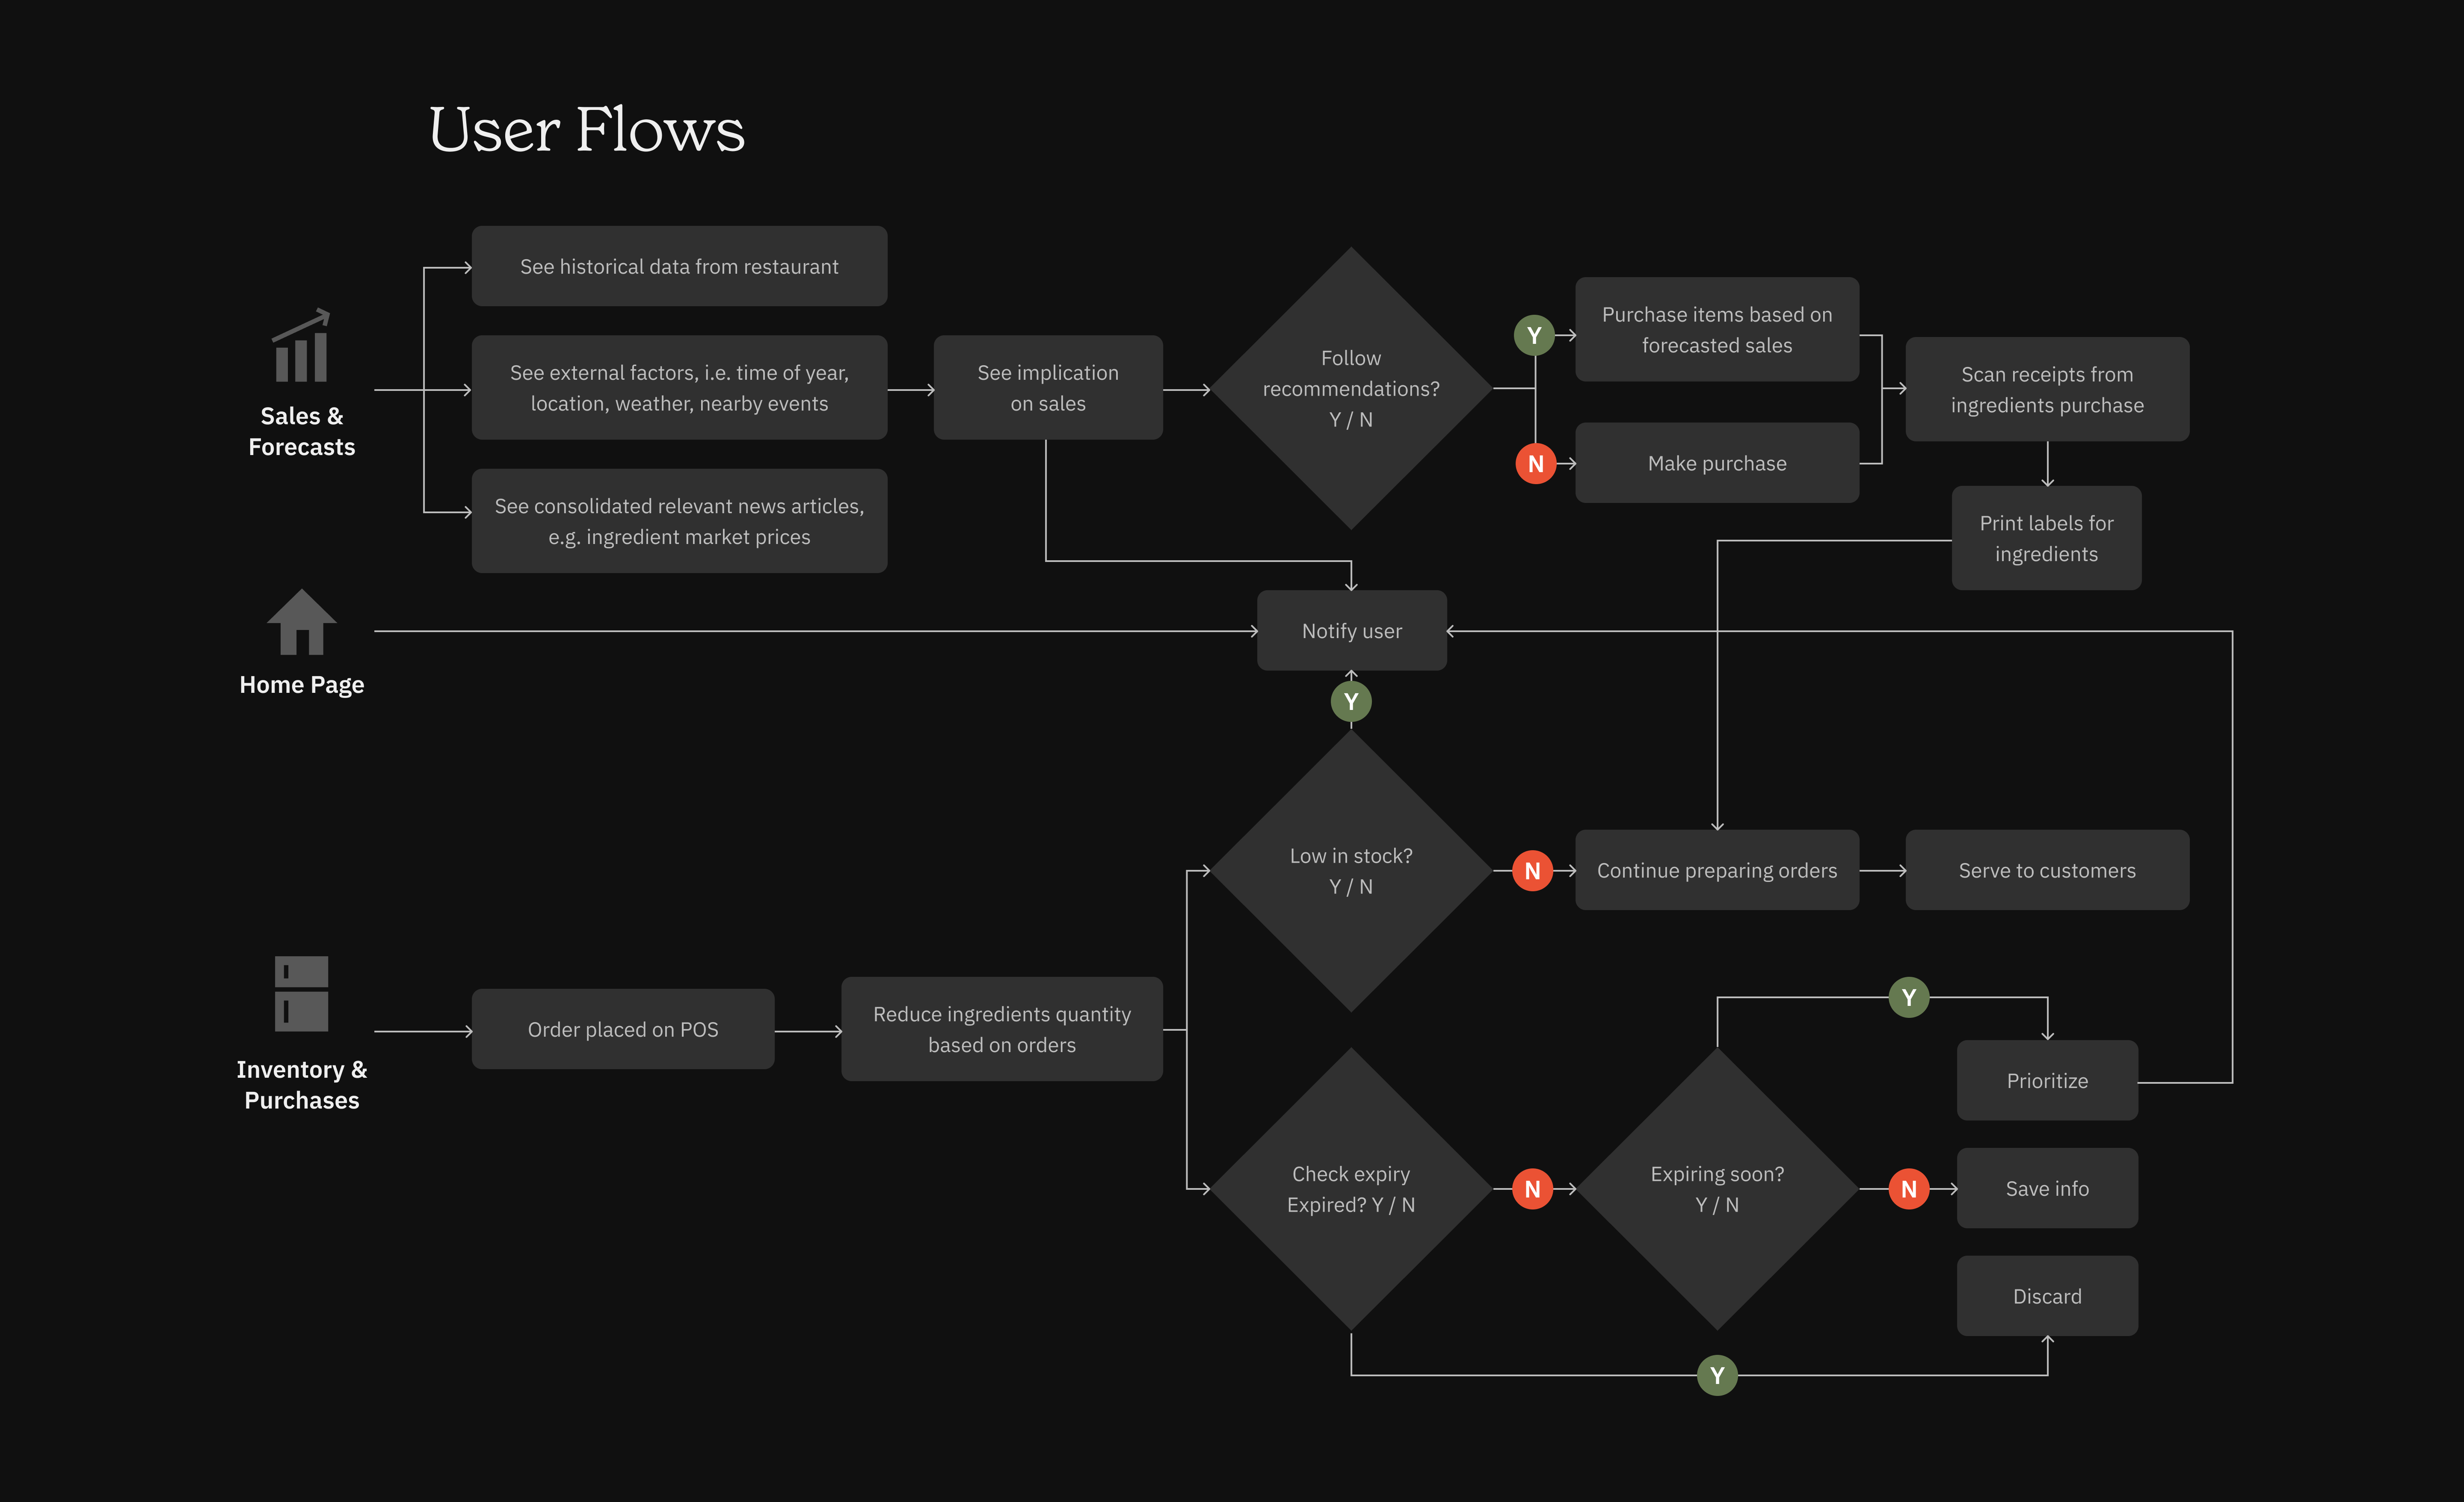 User Flows
See historical data from restaurant
Sales &
Forecasts
See external factors, i.e. time of year,
location, weather, nearby events
See consolidated relevant news articles,
e.g. ingredient market prices
See implication
on sales
Follow
recommendations?
Y / N
Y
Purchase items based on
forecasted sales
N
Make purchase
Scan receipts from
ingredients purchase
Print labels for
ingredients
Home Page
Notify user
Y
Low in stock?
Y / N
N
Continue preparing orders
Serve to customers
Inventory &
Purchases
Order placed on POS
Reduce ingredients quantity
based on orders
Check expiry
Expired? Y / N
N
Expiring soon?
Y / N
Y
Prioritize
N
Save info
Discard
Y